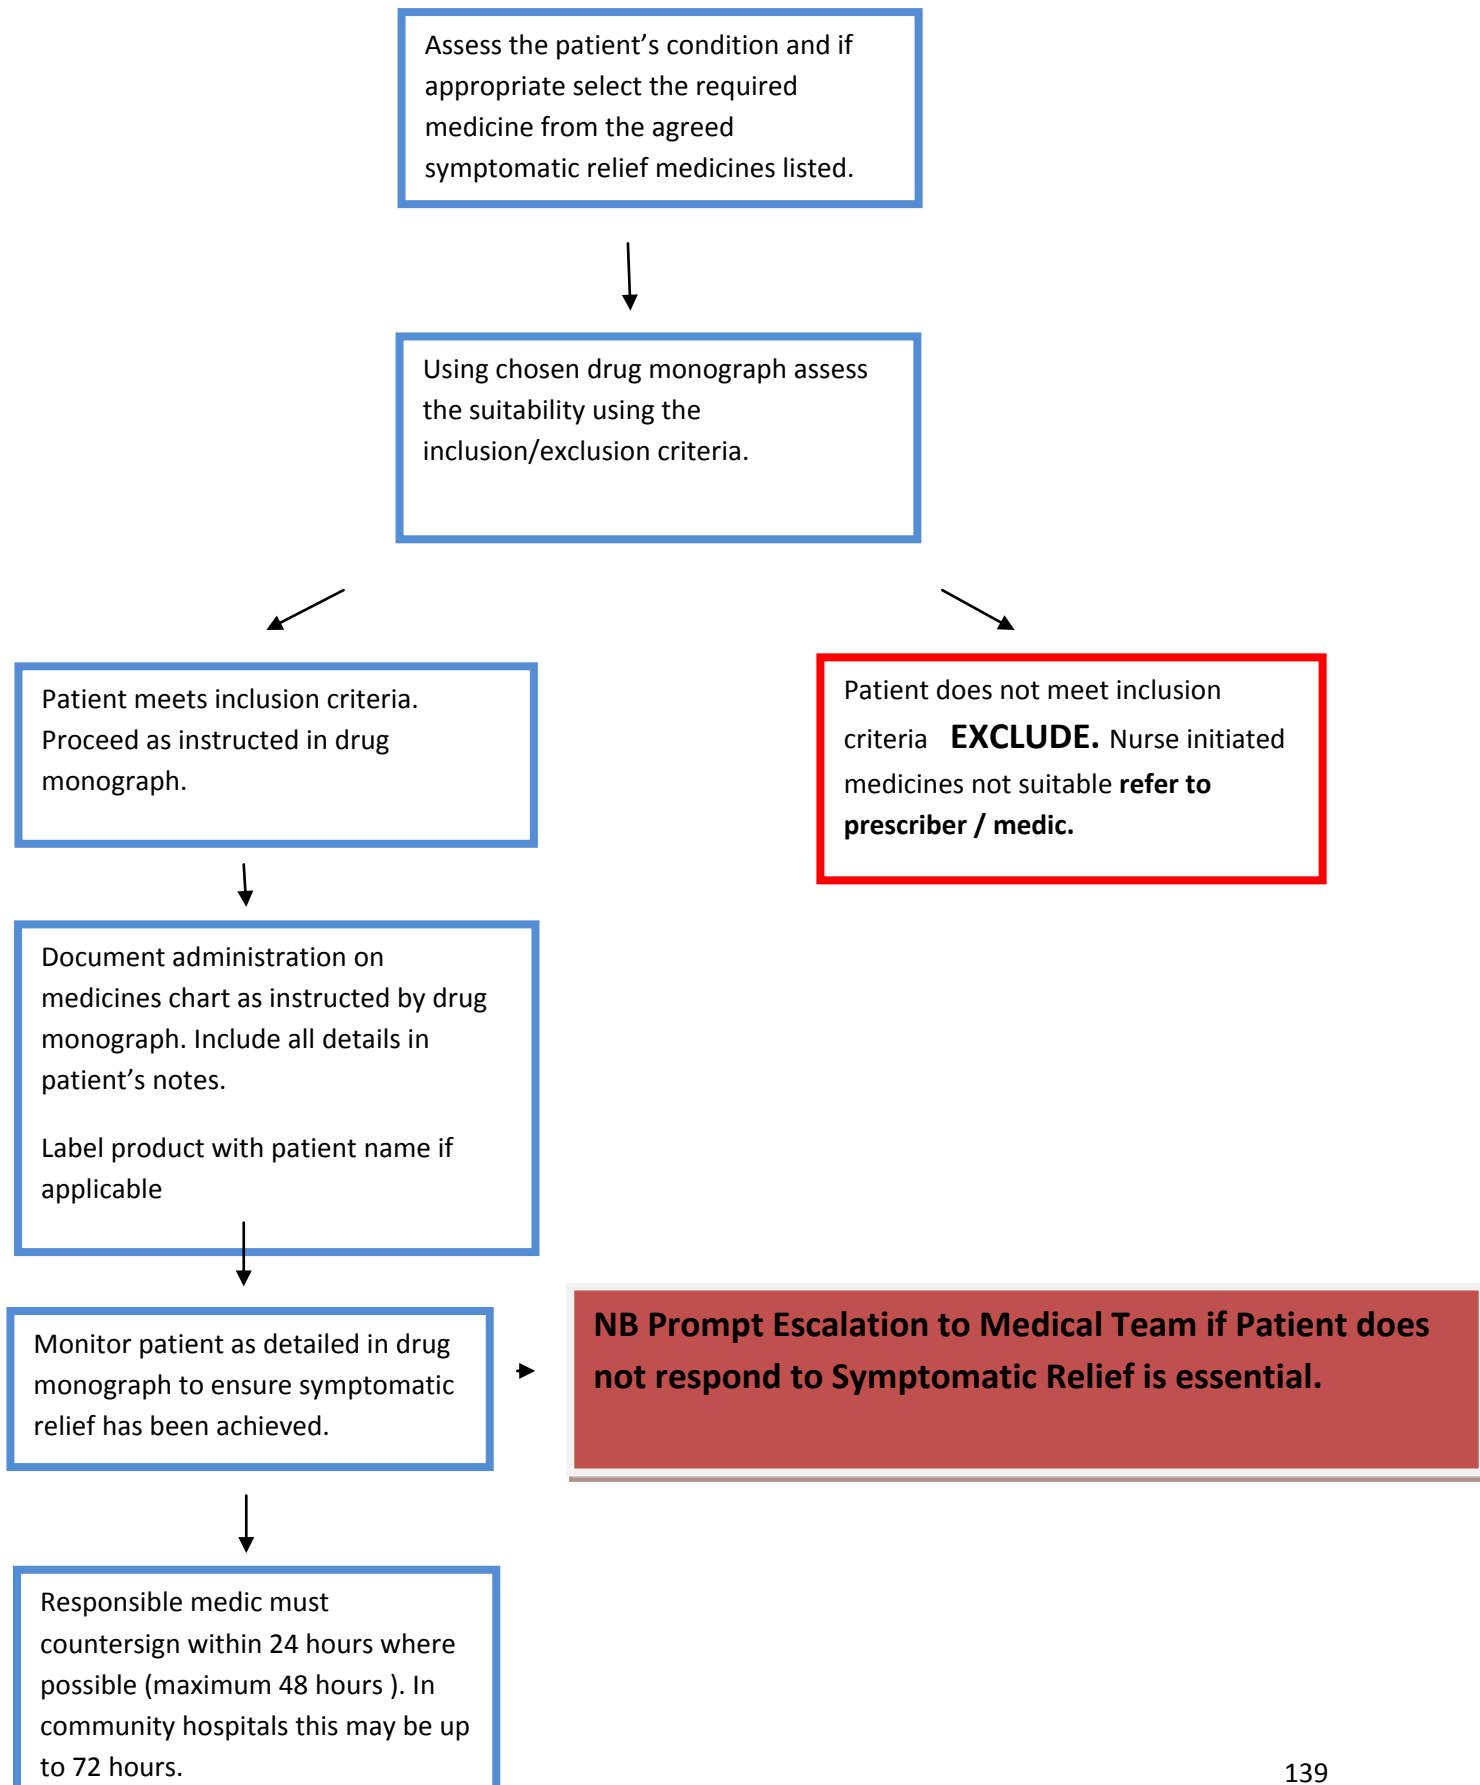 Assess the patient’s condition and if
appropriate select the required
medicine from the agreed
symptomatic relief medicines listed.
Using chosen drug monograph assess
the suitability using the
inclusion/exclusion criteria.
Patient meets inclusion criteria.
Proceed as instructed in drug
monograph.
Patient does not meet inclusion
criteria EXCLUDE. Nurse initiated
medicines not suitable refer to
prescriber / medic.
Document administration on
medicines chart as instructed by drug
monograph. Include all details in
patient’s notes.
Label product with patient name if
applicable
Monitor patient as detailed in drug
monograph to ensure symptomatic
relief has been achieved.
NB Prompt Escalation to Medical Team if Patient does
not respond to Symptomatic Relief is essential.
Responsible medic must
countersign within 24 hours where
possible (maximum 48 hours ). In
community hospitals this may be up
to 72 hours.
139